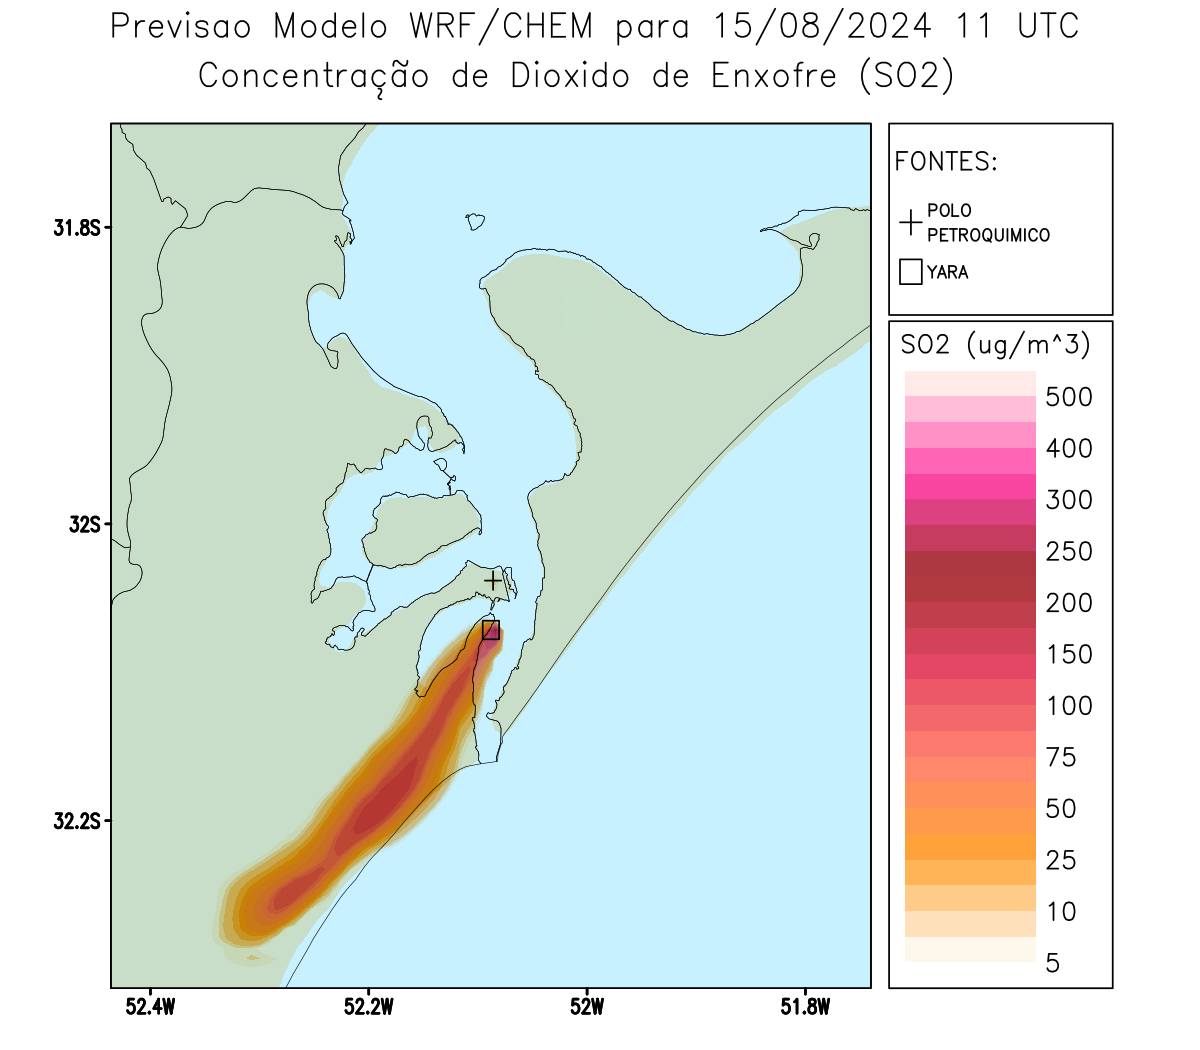 Previsao Modelo WRF/CHEM para 15/08/2024 11 UTC
Concentração de Dioxido de Enxofre (SO2)
FONTES:
POLO
PETROQUIMICO
YARA
SO2 (ug/m^3)
500
400
300
250
200
150
100
75
50
25
10
5
31.8S
32S
32.2S
52.4W
52.2W
52W
51.8W